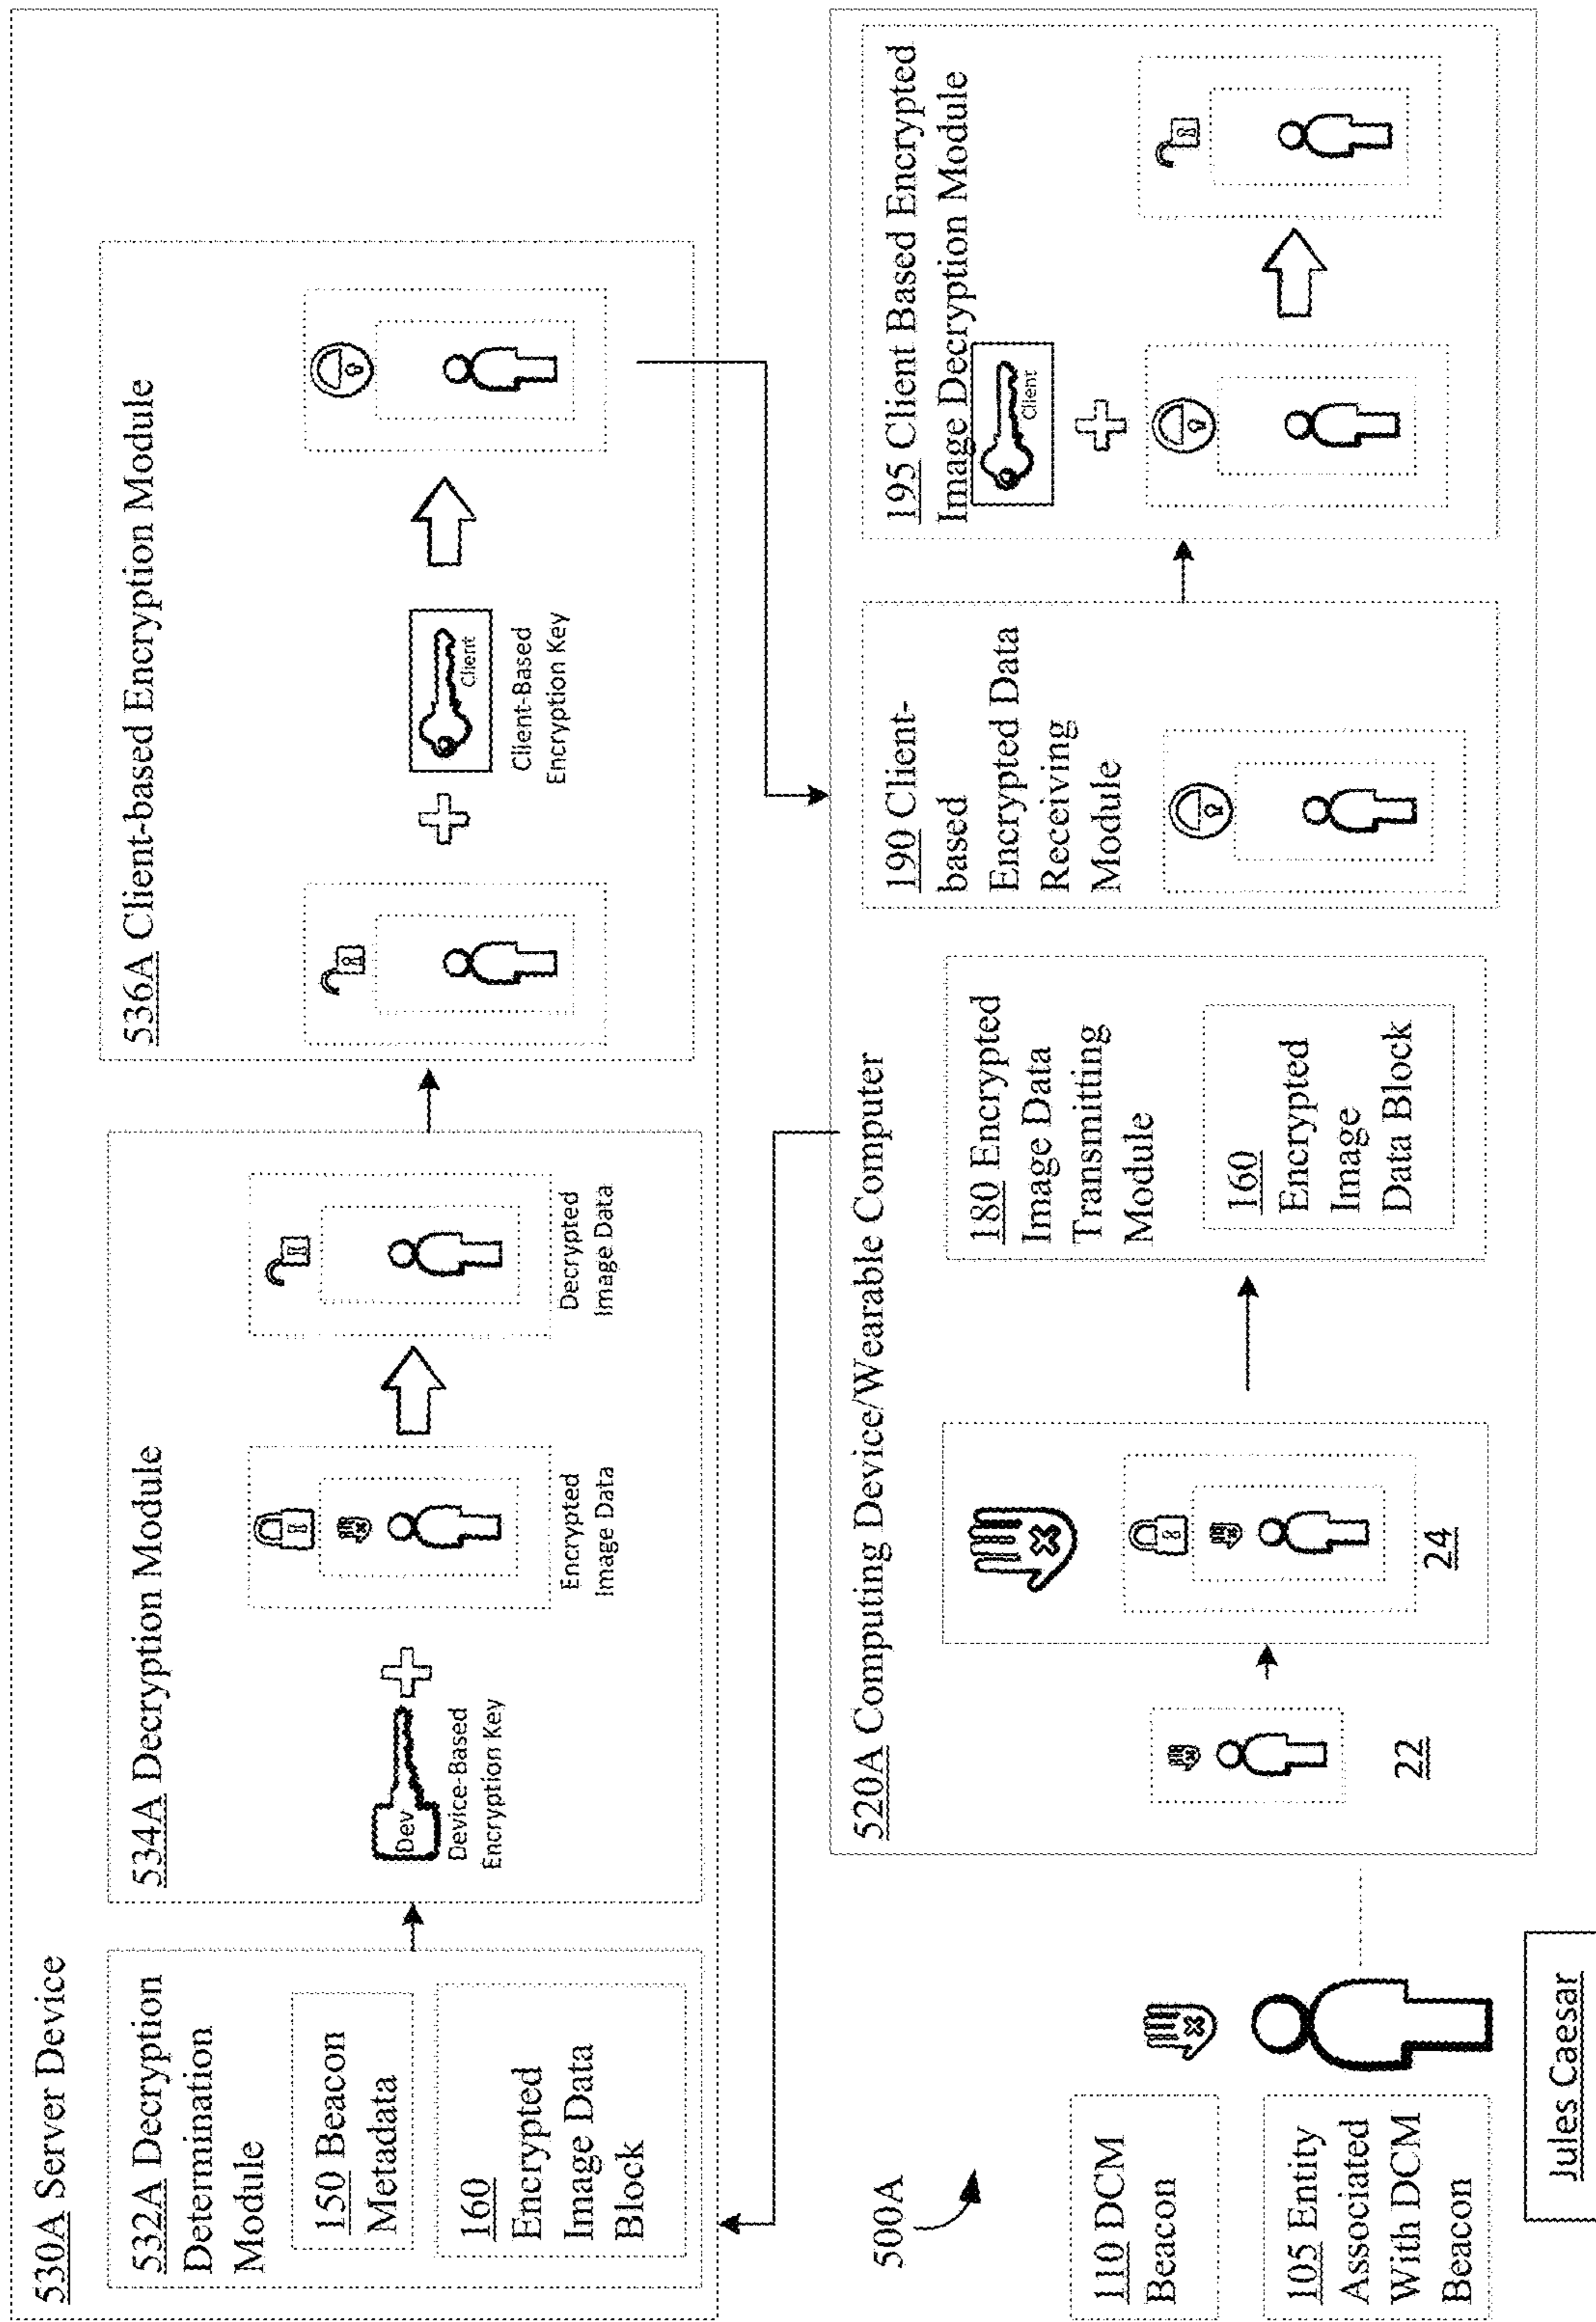 530A Server Device
532A Decryption
Determination
Module
150 Beacon
Metadata
160
Encrypted
Image Data
Block
534A Decryption Module
Dev
Device-Based
Encryption Key
Encrypted
Image Data
Decrypted
Image Data
536A Client-based Encryption Module
Client
Client-Based
Encryption Key
500A
110 DCM
Beacon
105 Entity
Associated
With DCM
Beacon
Jules Caesar
520A Computing Device/Wearable Computer
22
24
180 Encrypted
Image Data
Transmitting
Module
160
Encrypted
Image
Data Block
190 Client-
based
Encrypted Data
Receiving
Module
195 Client Based Encrypted
Image Decryption Module
Client